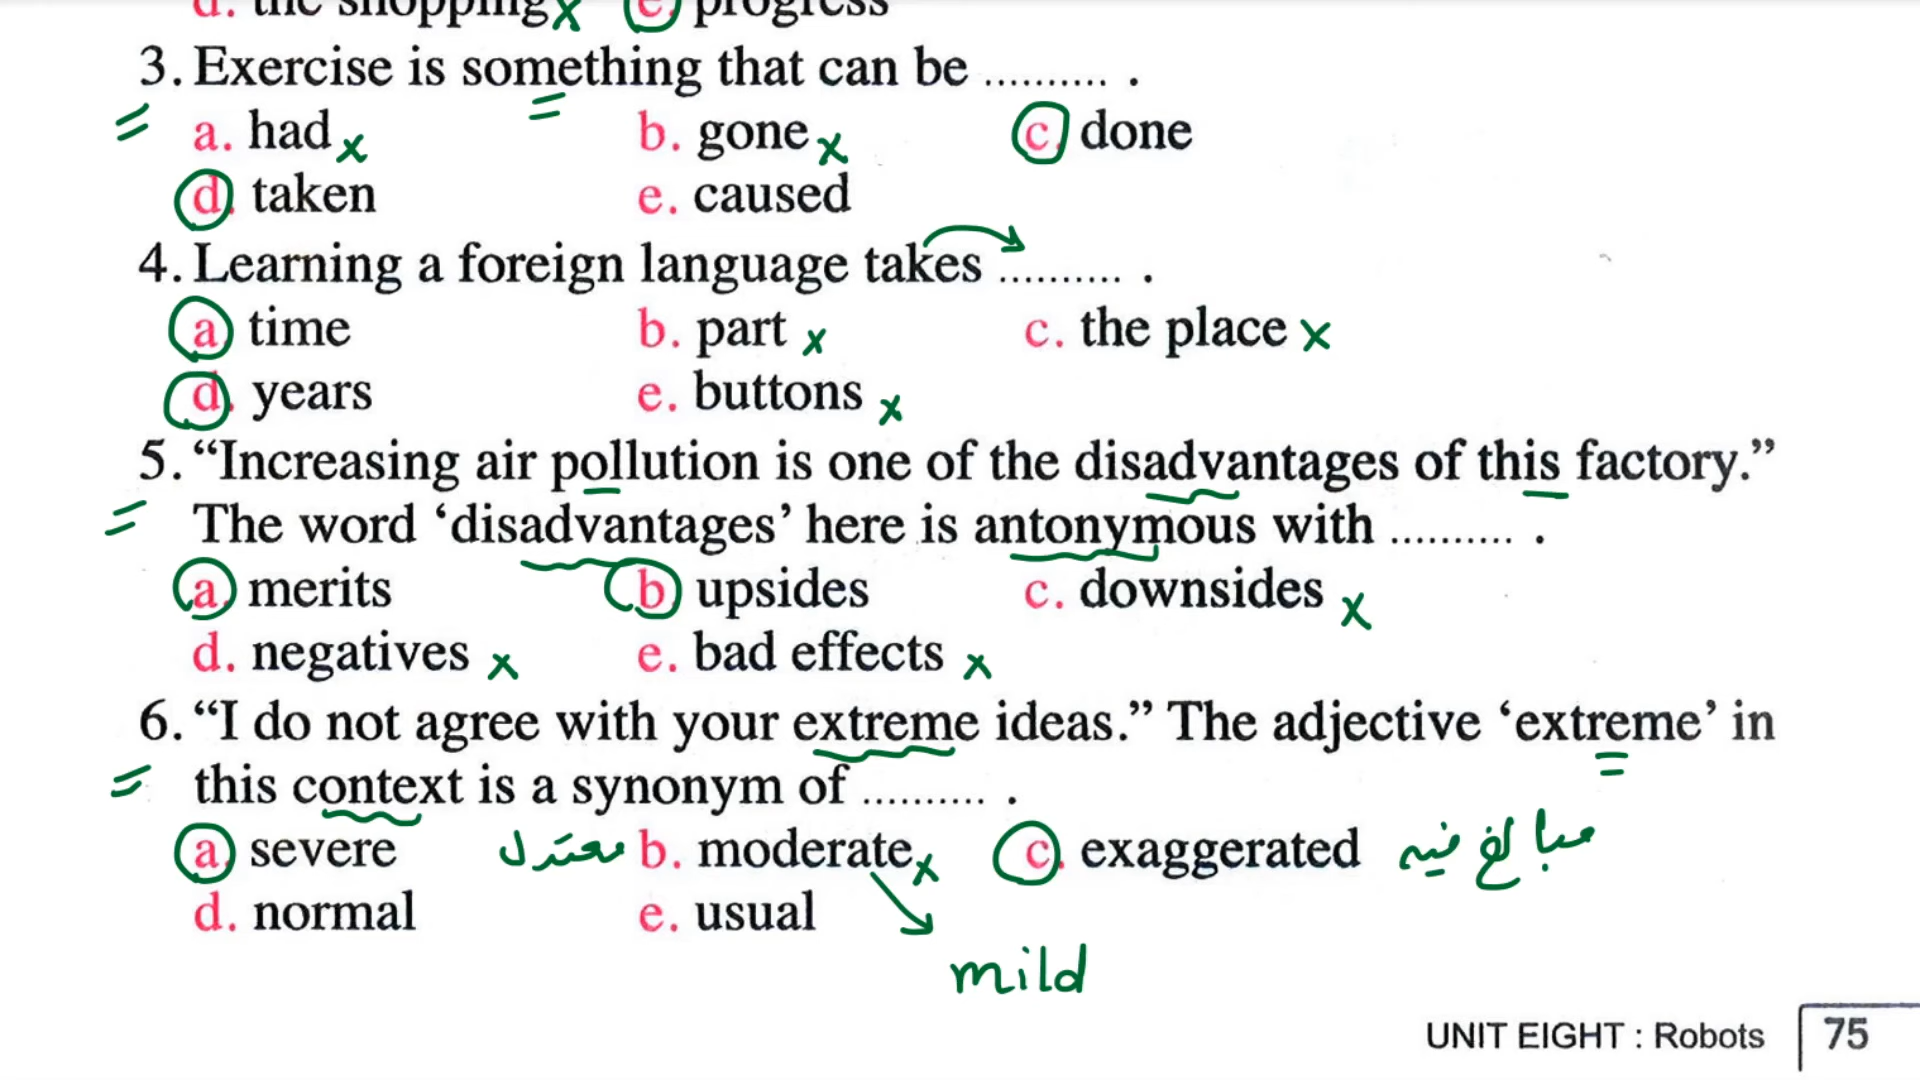 d. the shopping x e. progress
3. Exercise is something that can be .......... .
a. had x b. gone x c. done
d. taken e. caused
4. Learning a foreign language takes .......... .
a. time b. part x c. the place x
d. years e. buttons x
5. “Increasing air pollution is one of the disadvantages of this factory.”
The word ‘disadvantages’ here is antonymous with .......... .
a. merits b. upsides c. downsides x
d. negatives x e. bad effects x
6. “I do not agree with your extreme ideas.” The adjective ‘extreme’ in
this context is a synonym of .......... .
a. severe معتدل b. moderate x c. exaggerated مبالغ فيه
d. normal e. usual
mild
UNIT EIGHT : Robots 75